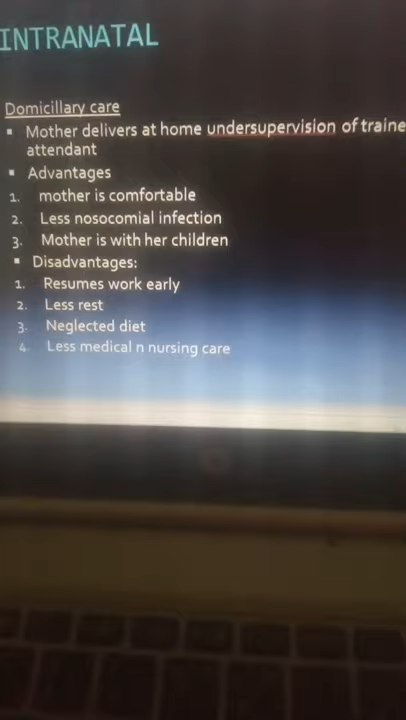 INTRANATAL
Domicillary care
▪ Mother delivers at home undersupervision of traine
attendant
▪ Advantages
1. mother is comfortable
2. Less nosocomial infection
3. Mother is with her children
▪ Disadvantages:
1. Resumes work early
2. Less rest
3. Neglected diet
4. Less medical n nursing care